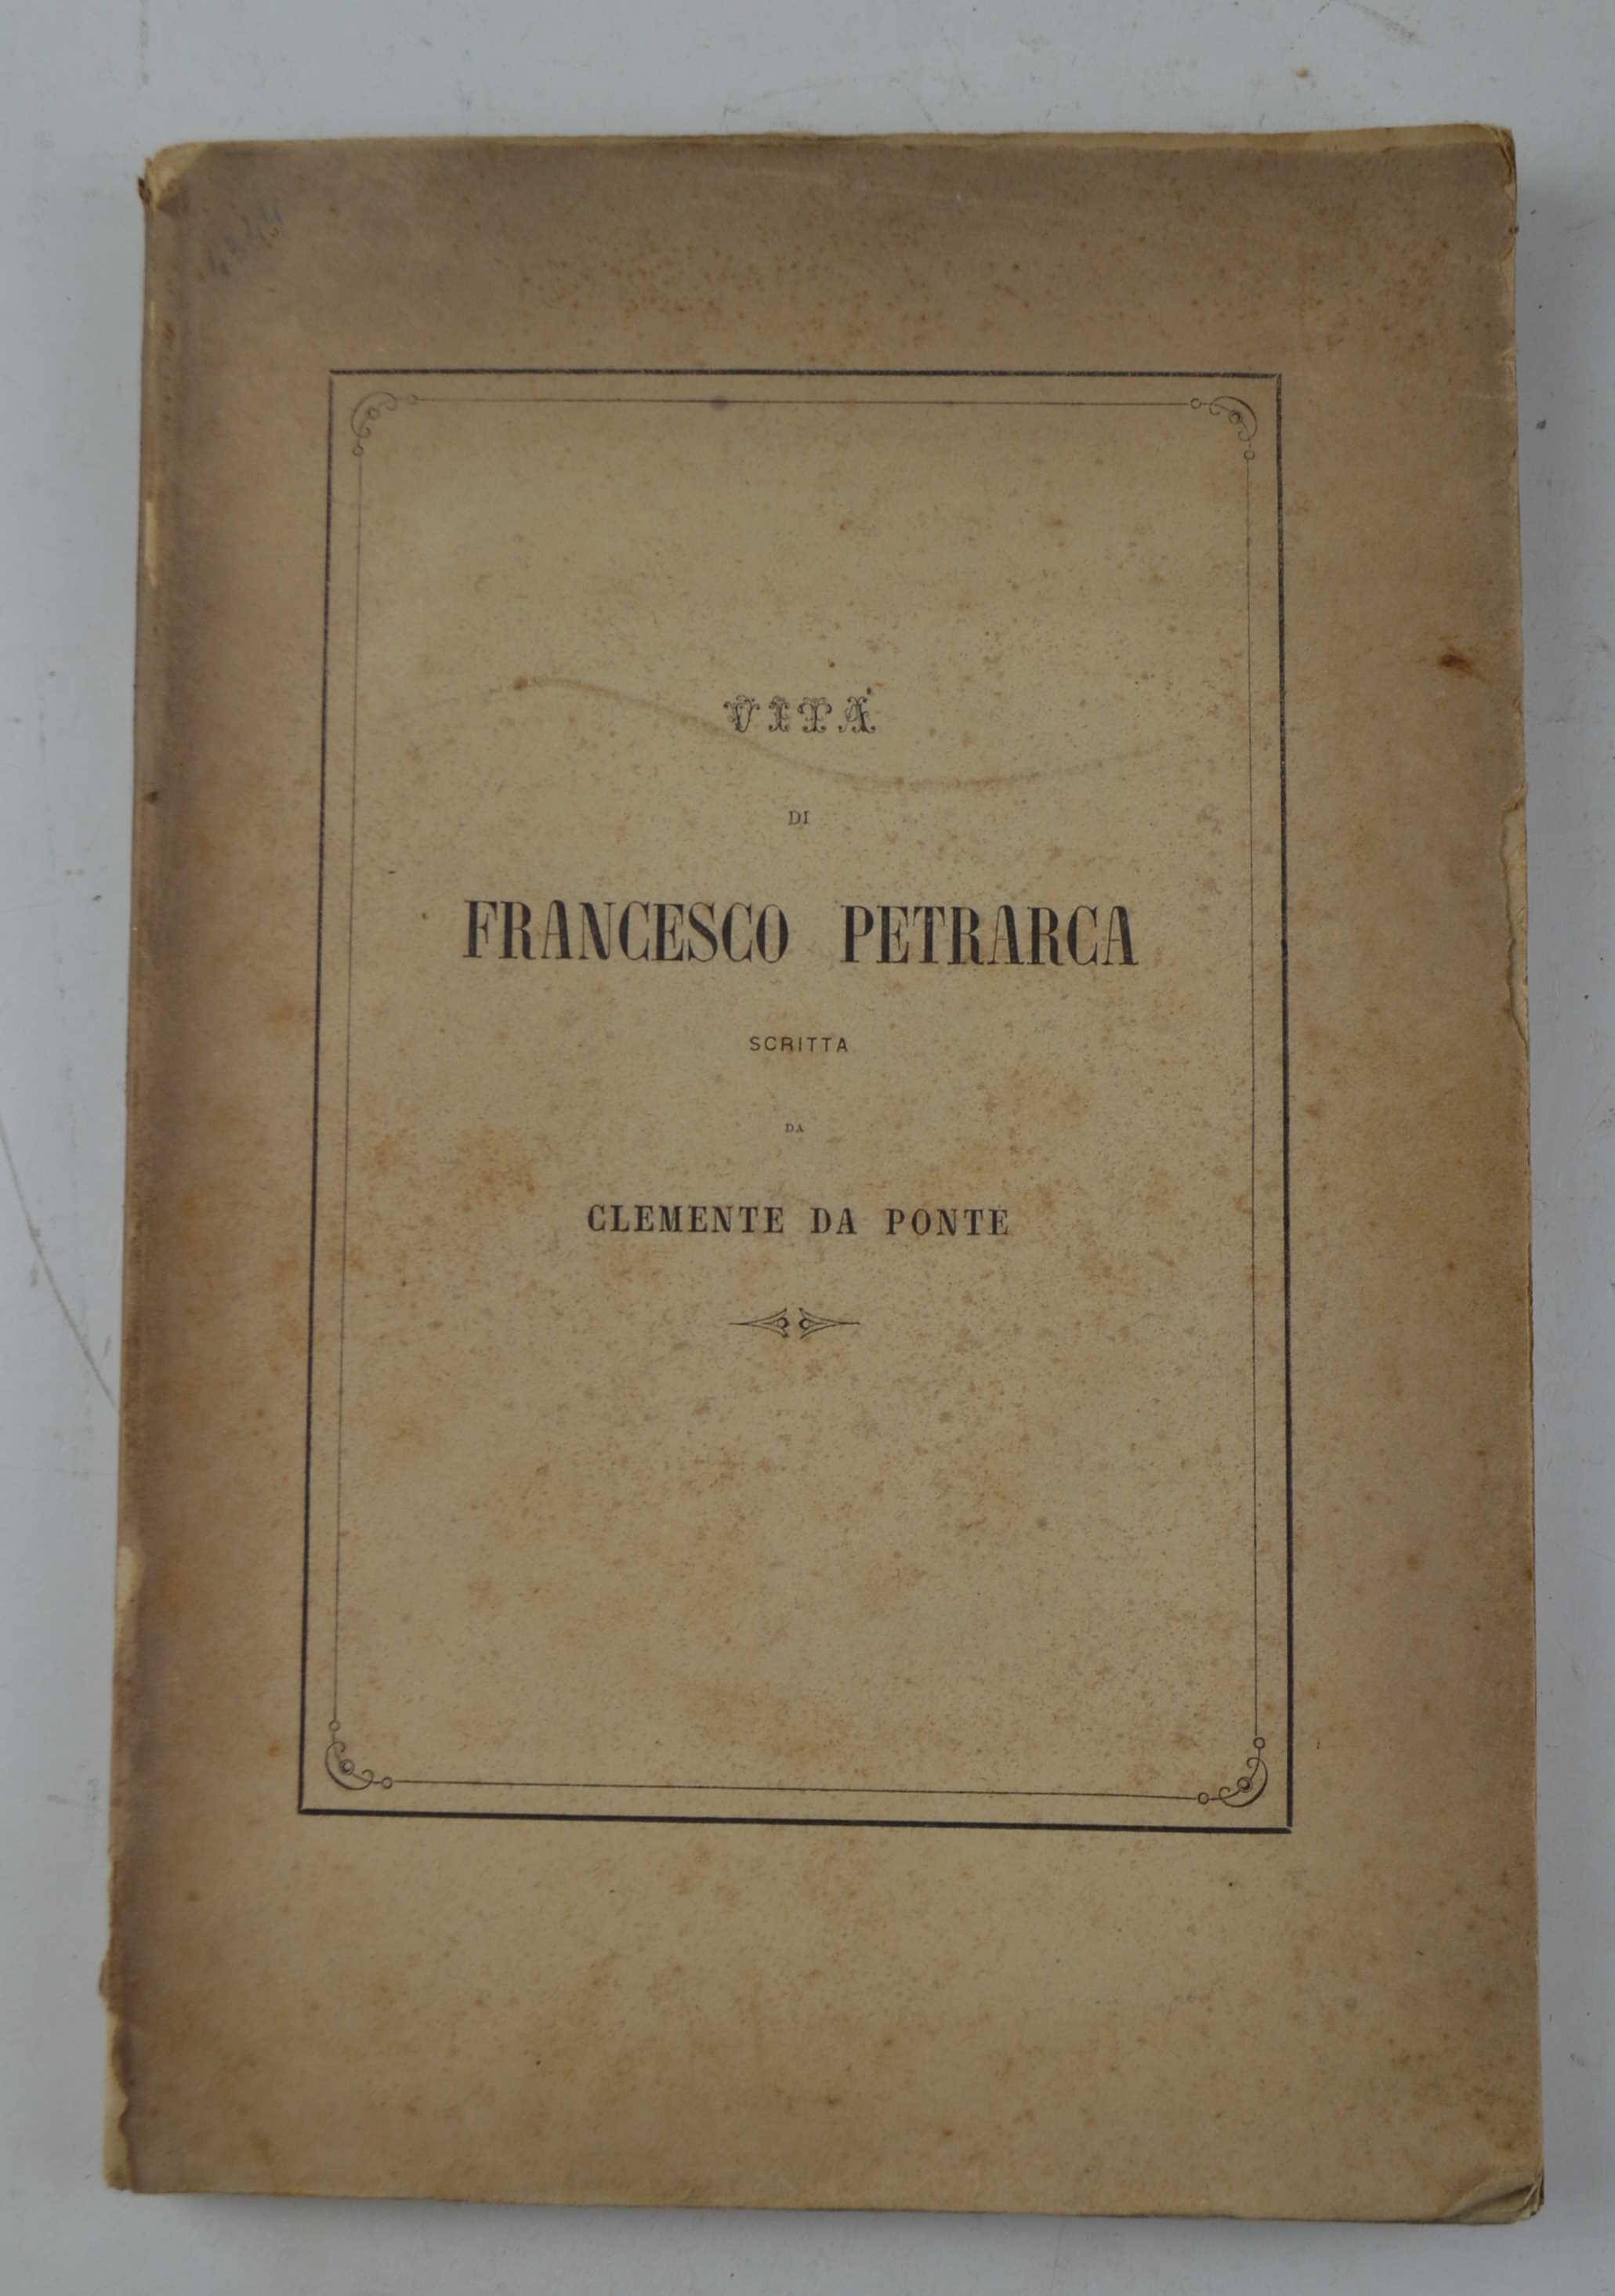 VITA
DI
FRANCESCO PETRARCA
SCRITTA
DA
CLEMENTE DA PONTE